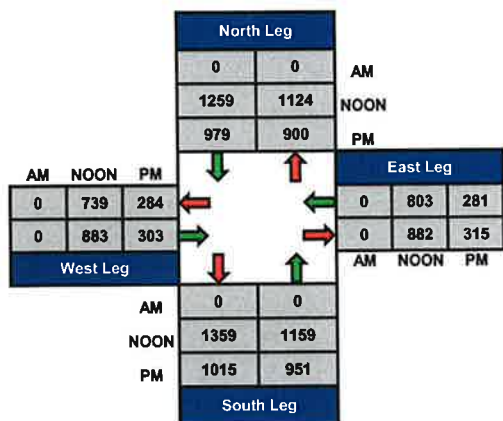 North Leg
0 0 AM
1259 1124 NOON
979 900 PM
AM NOON PM
East Leg
0 739 284
0 803 281
0 883 303
0 882 315
West Leg
AM NOON PM
AM 0 0
NOON 1359 1159
PM 1015 951
South Leg